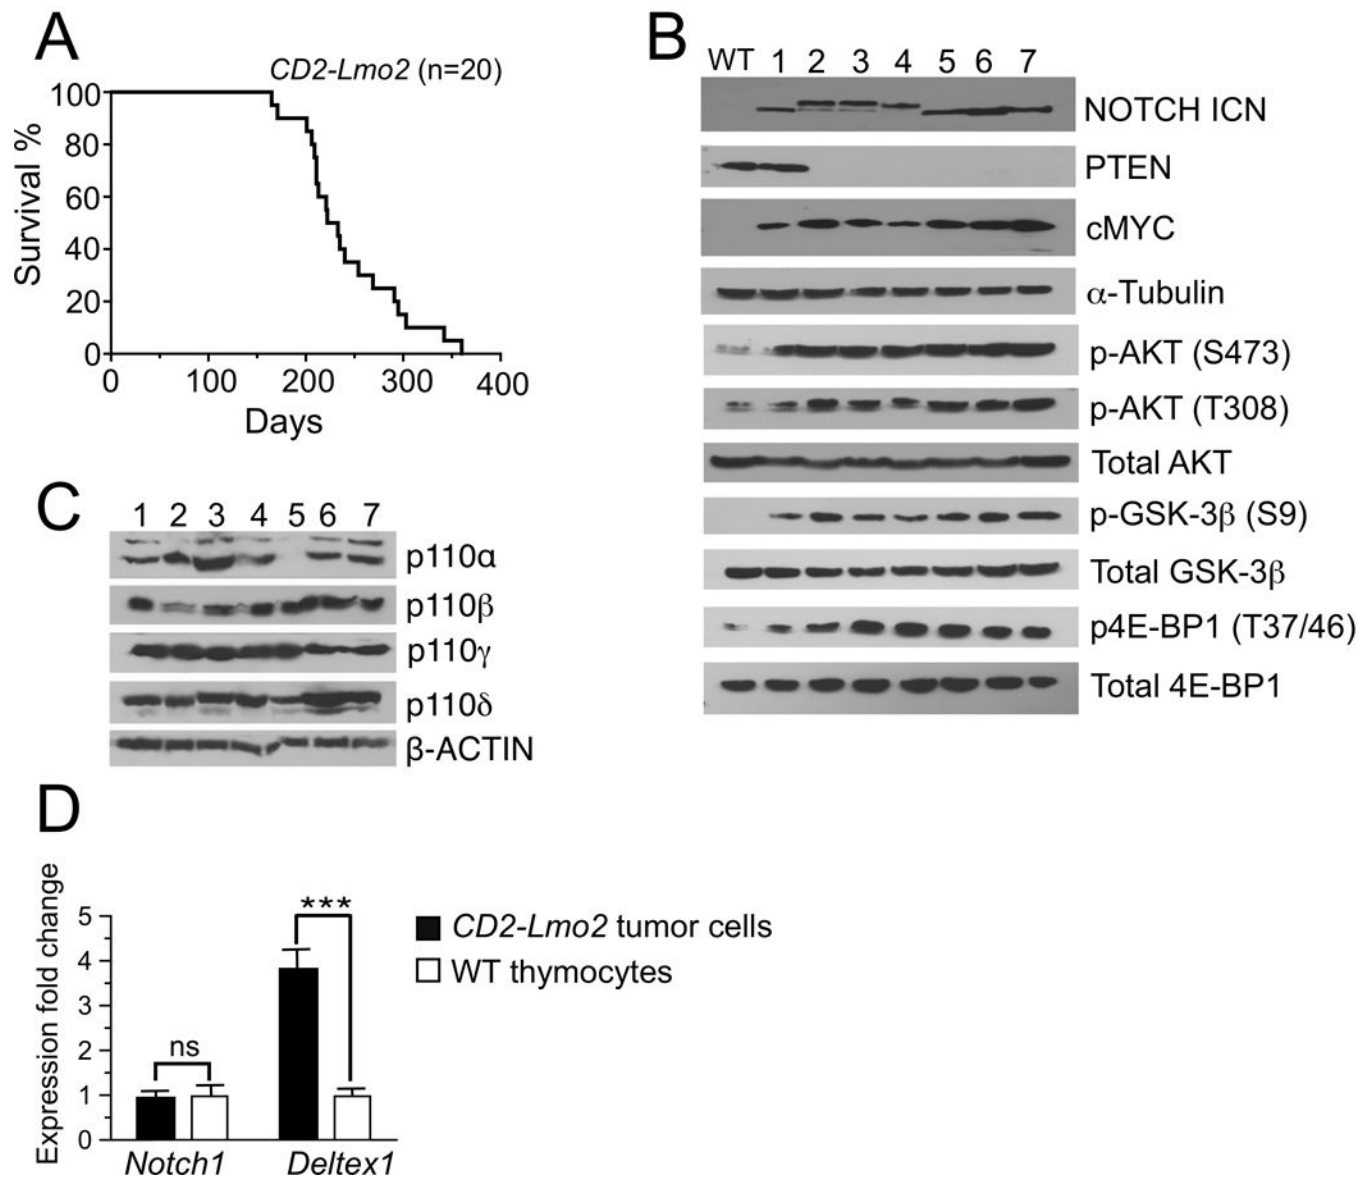 A
CD2-Lmo2 (n=20)
Survival %
100
80
60
40
20
0
0 100 200 300 400
Days
B
WT 1 2 3 4 5 6 7
NOTCH ICN
PTEN
cMYC
α-Tubulin
p-AKT (S473)
p-AKT (T308)
Total AKT
p-GSK-3β (S9)
Total GSK-3β
p4E-BP1 (T37/46)
Total 4E-BP1
C
1 2 3 4 5 6 7
p110α
p110β
p110γ
p110δ
β-ACTIN
D
Expression fold change
5
4
3
2
1
0
ns
***
Notch1 Deltex1
CD2-Lmo2 tumor cells
WT thymocytes